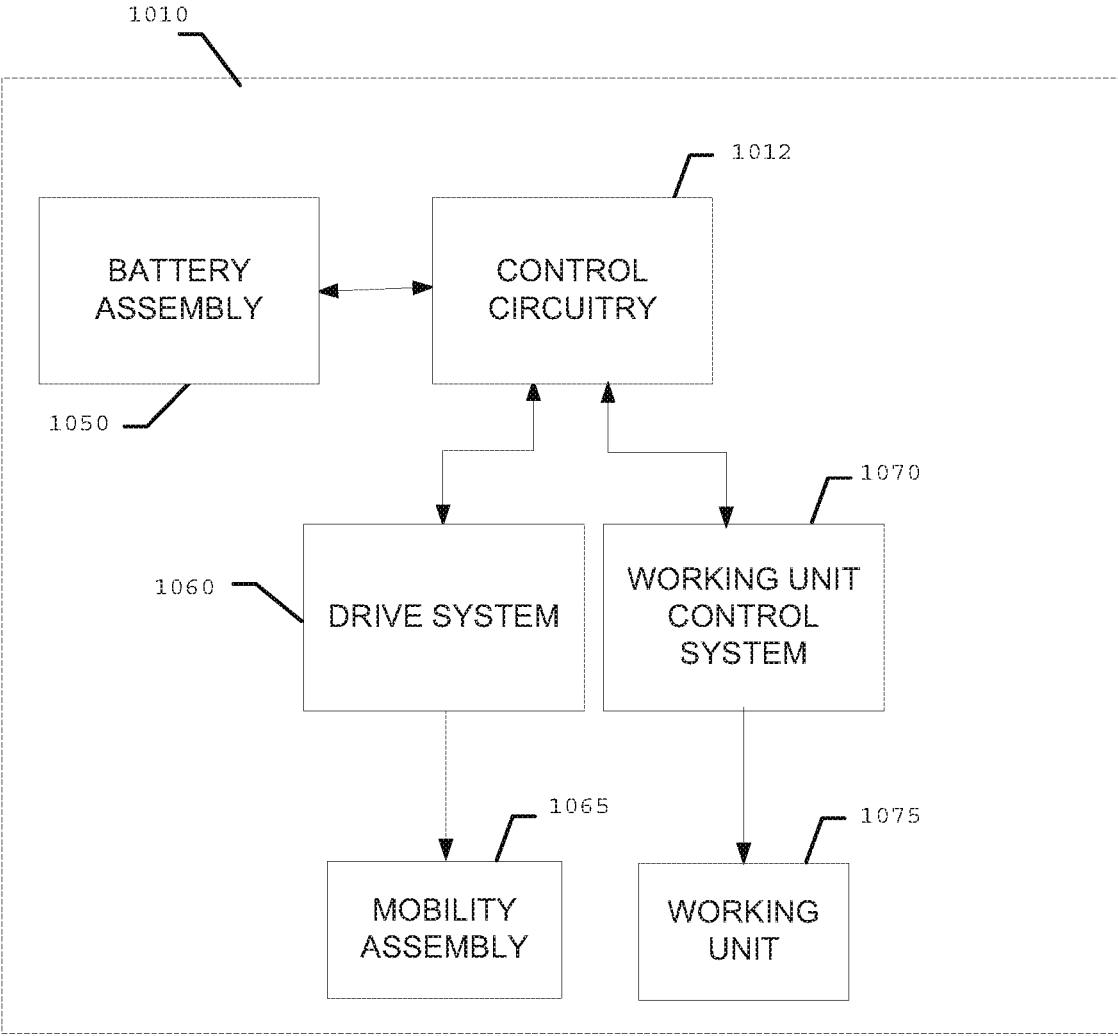 1010
1012
BATTERY
ASSEMBLY
CONTROL
CIRCUITRY
1050
1070
1060
DRIVE SYSTEM
WORKING UNIT
CONTROL
SYSTEM
1065
1075
MOBILITY
ASSEMBLY
WORKING
UNIT